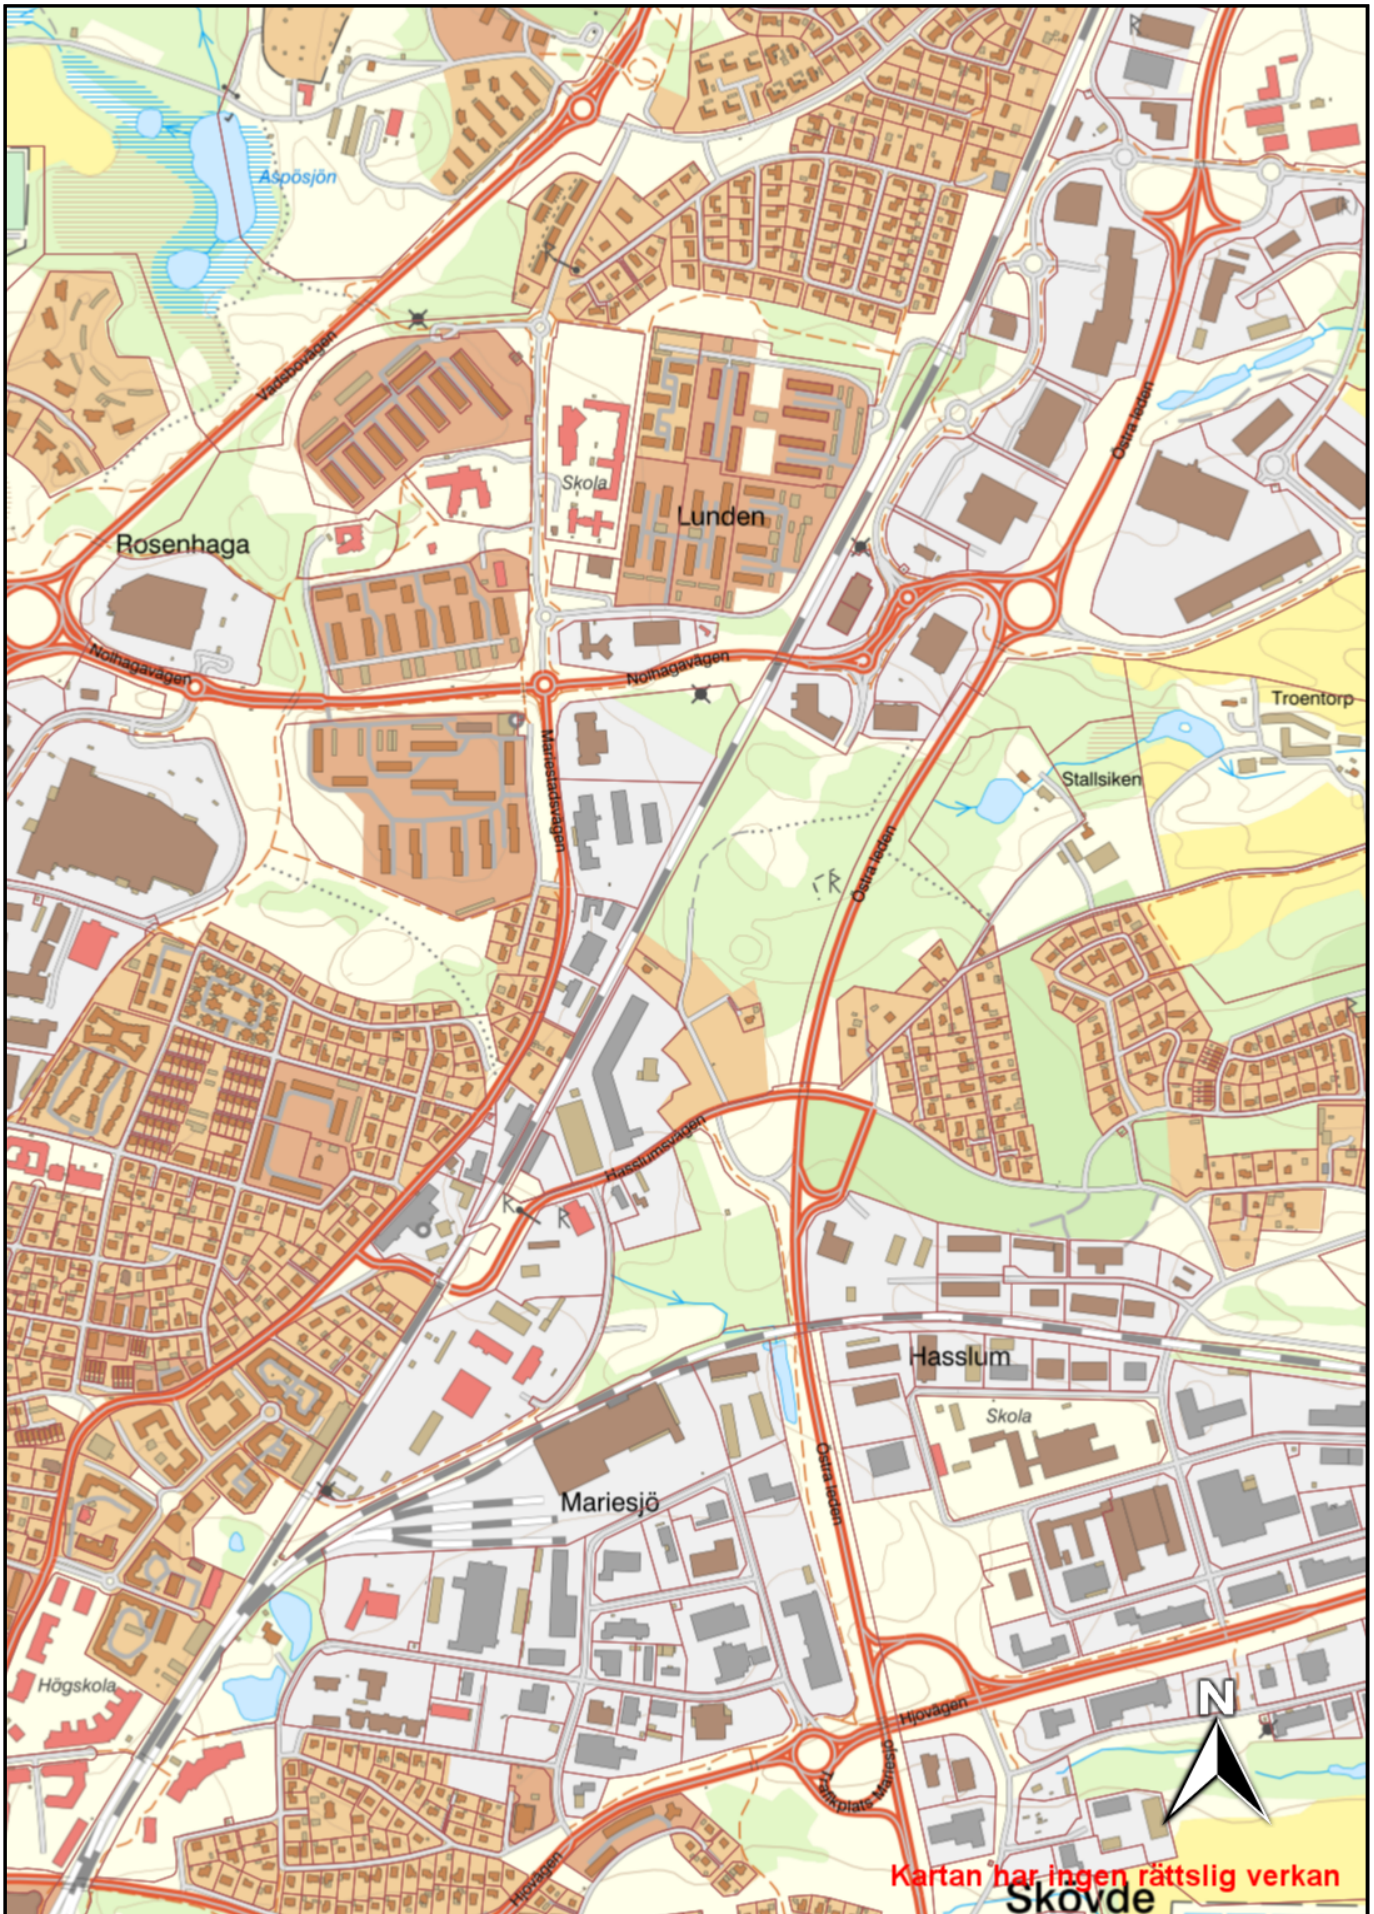 Aspösjön
Vadsbovägen
Östra leden
Skola
Lunden
Rosenhaga
Nolhagavägen
Nolhagavägen
Troentorp
Mariestadsvägen
Stallsiken
Östra leden
Hasslumsvägen
Hasslum
Skola
Östra leden
Mariesjö
Högskola
N
Hjovägen
Trafikplats Mariesjö
Hjovägen
Kartan har ingen rättslig verkan
Skövde